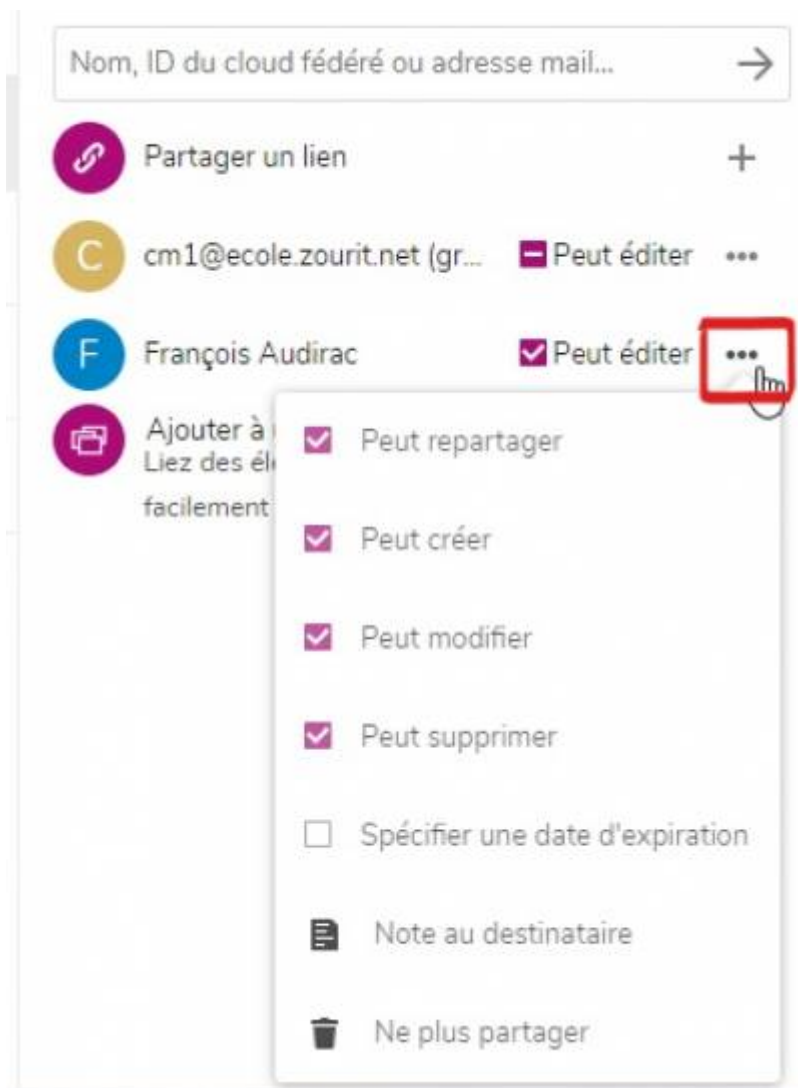 Nom, ID du cloud fédéré ou adresse mail...
Partager un lien
C cm1@ecole.zourit.net (gr... Peut éditer
F François Audirac Peut éditer
Ajouter à
Liez des élé
facilement
Peut repartager
Peut créer
Peut modifier
Peut supprimer
Spécifier une date d'expiration
Note au destinataire
Ne plus partager